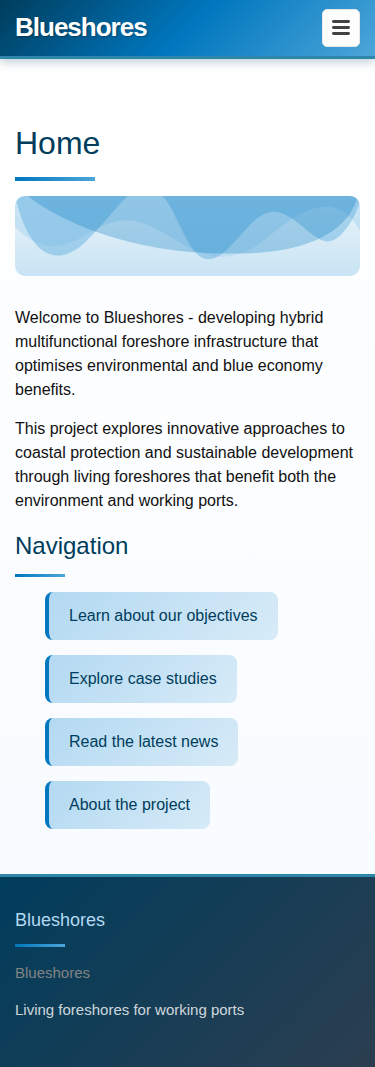 Blueshores
Home
Welcome to Blueshores - developing hybrid
multifunctional foreshore infrastructure that
optimises environmental and blue economy
benefits.
This project explores innovative approaches to
coastal protection and sustainable development
through living foreshores that benefit both the
environment and working ports.
Navigation
Learn about our objectives
Explore case studies
Read the latest news
About the project
Blueshores
Blueshores
Living foreshores for working ports